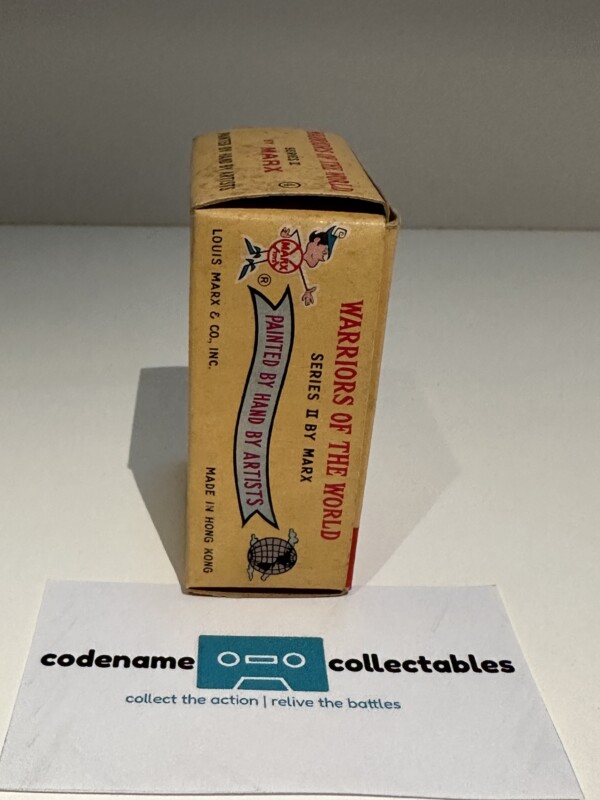 WARRIORS OF THE WORLD
SERIES II
BY MARX
PAINTED BY HAND BY ARTISTS
WARRIORS OF THE WORLD
SERIES II BY MARX
MARX
TOYS
®
PAINTED BY HAND BY ARTISTS
LOUIS MARX & CO., INC.
MADE IN HONG KONG
codename collectables
collect the action | relive the battles